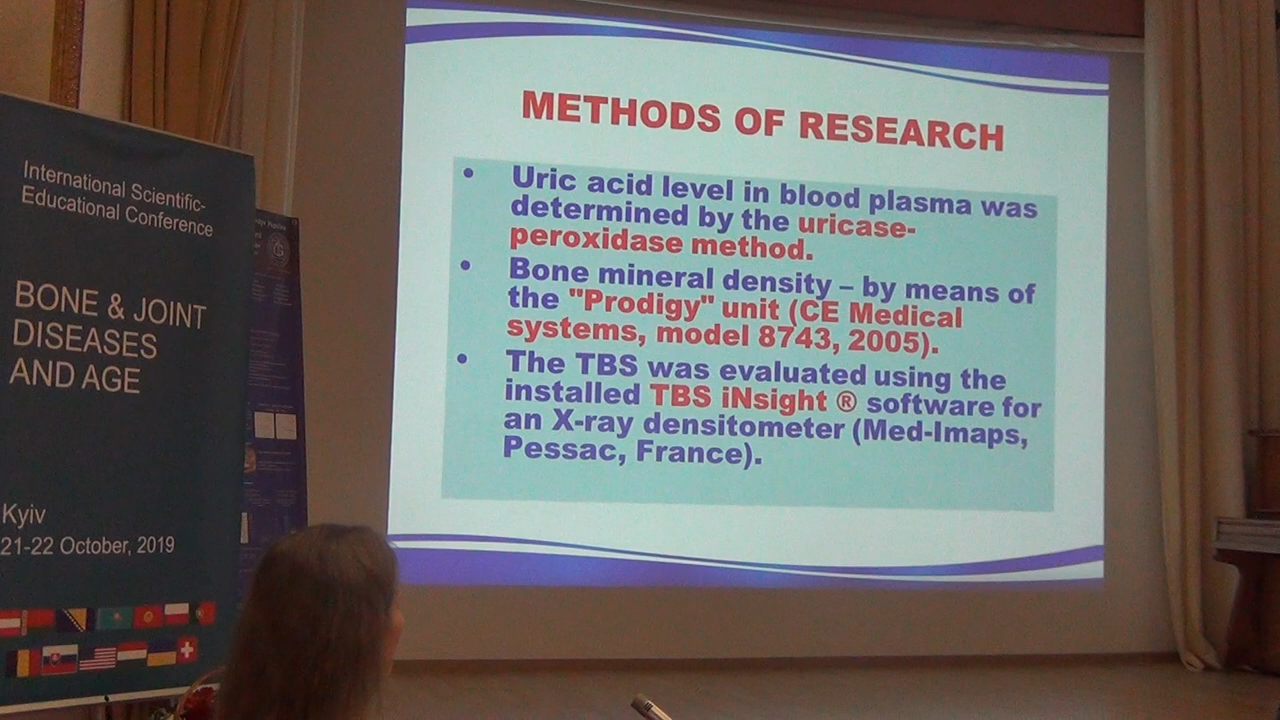 International Scientific-
Educational Conference
BONE & JOINT
DISEASES
AND AGE
Kyiv
21-22 October, 2019
METHODS OF RESEARCH
• Uric acid level in blood plasma was
determined by the uricase-
peroxidase method.
• Bone mineral density – by means of
the "Prodigy" unit (CE Medical
systems, model 8743, 2005).
• The TBS was evaluated using the
installed TBS iNsight ® software for
an X-ray densitometer (Med-Imaps,
Pessac, France).